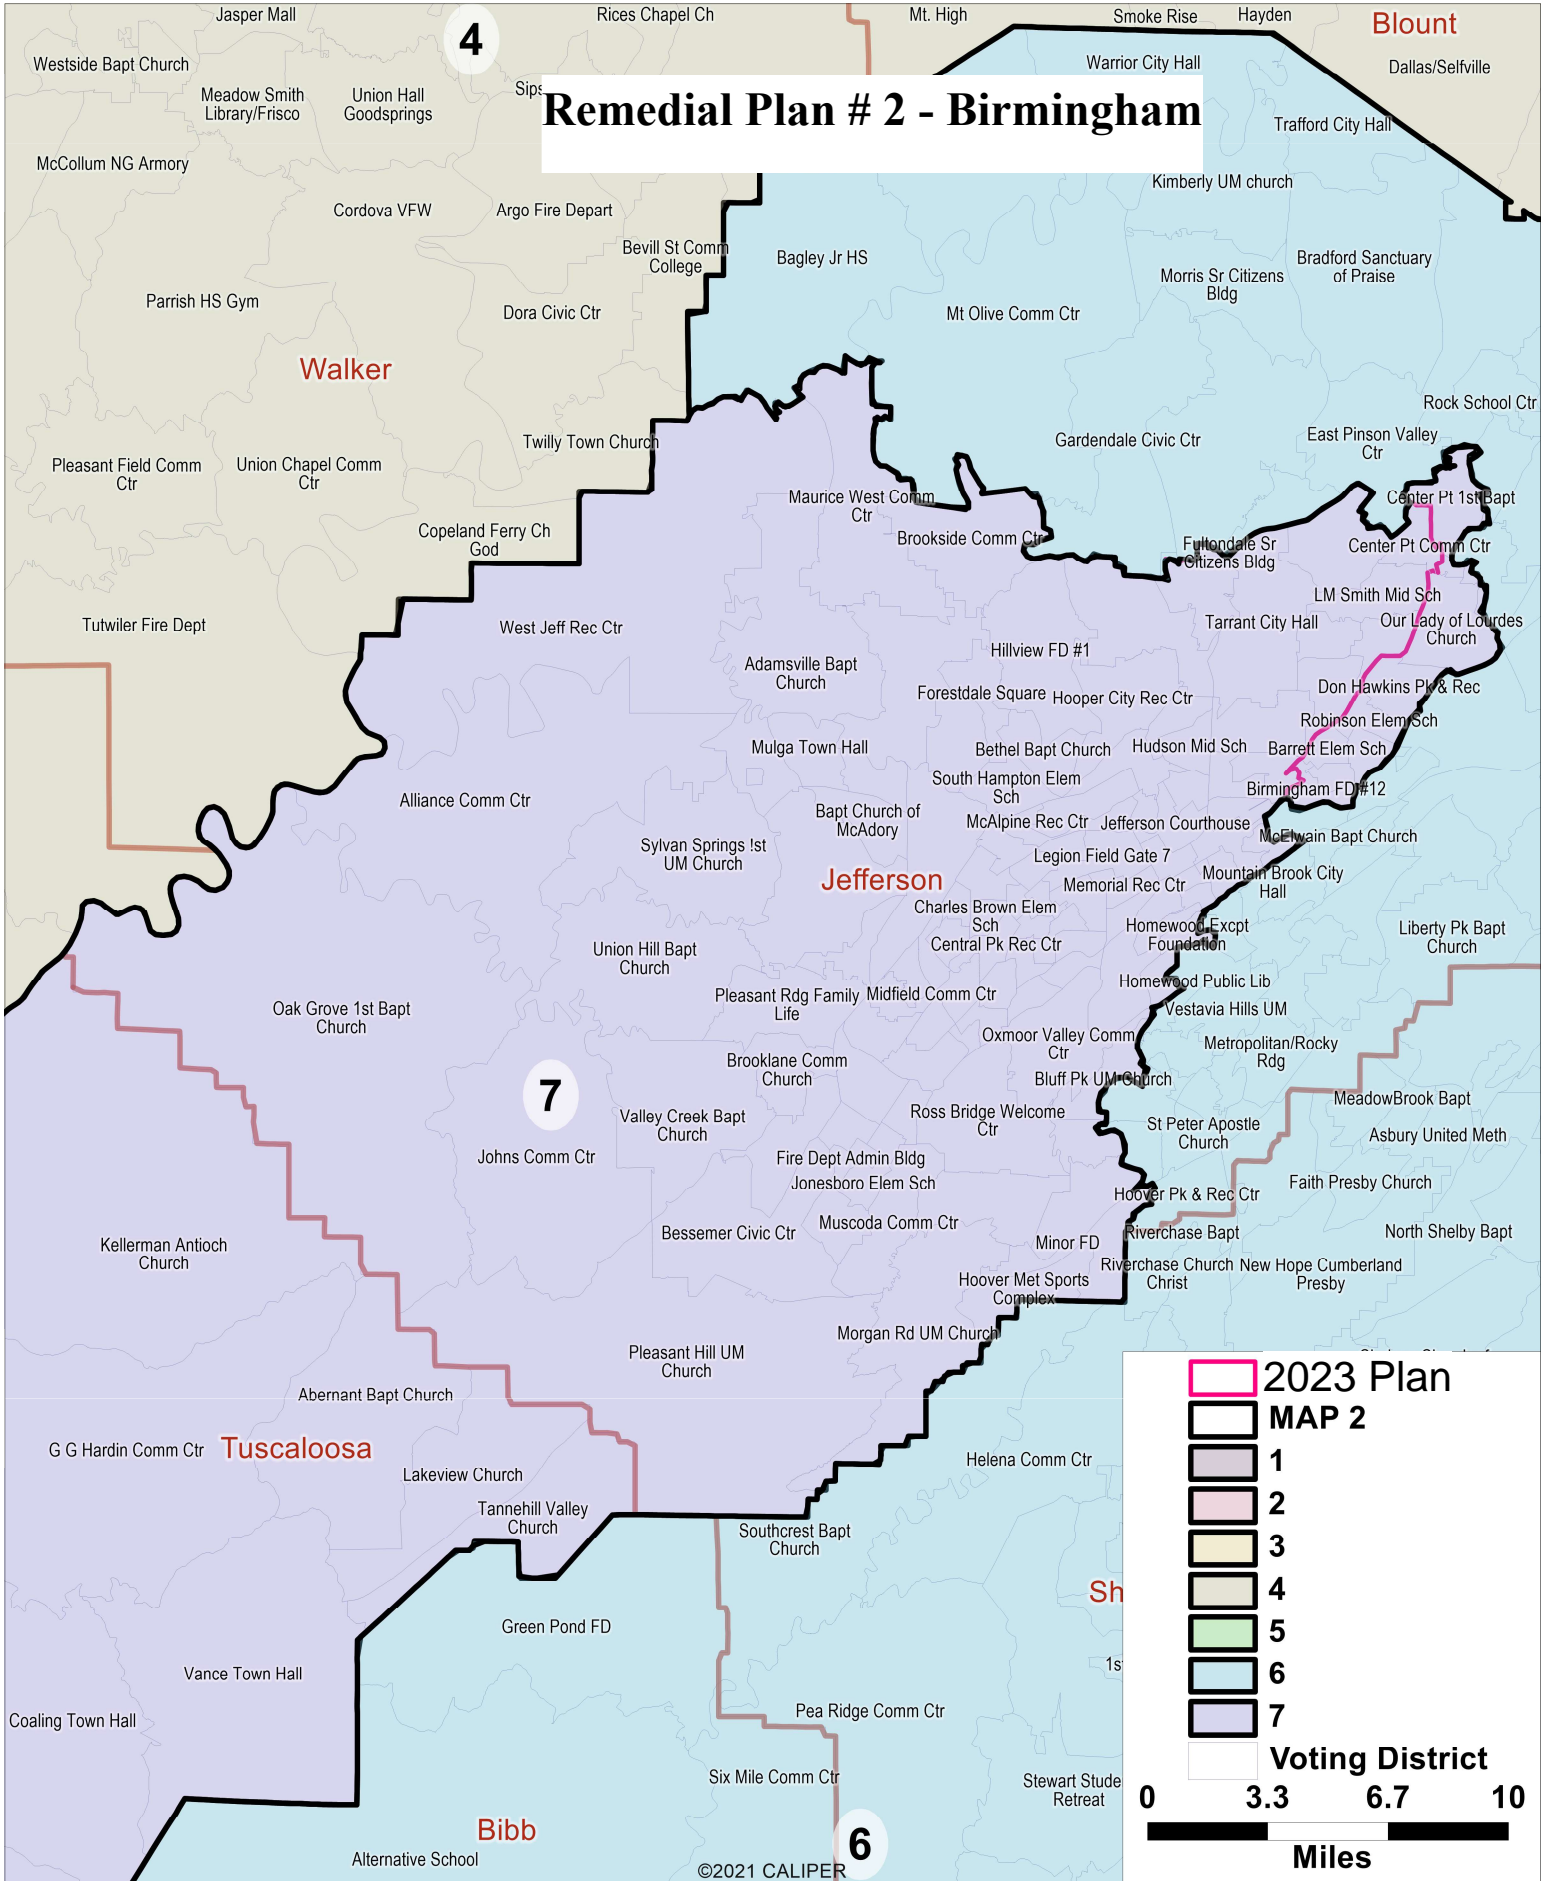 Jasper Mall
Rices Chapel Ch
Mt. High
Smoke Rise
Hayden
Blount
4
Westside Bapt Church
Warrior City Hall
Dallas/Selfville
Meadow Smith
Library/Frisco
Union Hall
Goodsprings
Remedial Plan # 2 - Birmingham
Trafford City Hall
McCollum NG Armory
Kimberly UM church
Cordova VFW
Argo Fire Depart
Bevill St Comm
College
Bagley Jr HS
Morris Sr Citizens
Bldg
Bradford Sanctuary
of Praise
Parrish HS Gym
Dora Civic Ctr
Mt Olive Comm Ctr
Walker
Rock School Ctr
Twilly Town Church
Gardendale Civic Ctr
East Pinson Valley
Ctr
Pleasant Field Comm
Ctr
Union Chapel Comm
Ctr
Maurice West Comm
Ctr
Center Pt 1st Bapt
Copeland Ferry Ch
God
Brookside Comm Ctr
Fultondale Sr
Citizens Bldg
Center Pt Comm Ctr
LM Smith Mid Sch
Tutwiler Fire Dept
West Jeff Rec Ctr
Tarrant City Hall
Our Lady of Lourdes
Church
Hillview FD #1
Adamsville Bapt
Church
Forestdale Square
Hooper City Rec Ctr
Don Hawkins Pk & Rec
Robinson Elem Sch
Mulga Town Hall
Bethel Bapt Church
Hudson Mid Sch
Barrett Elem Sch
South Hampton Elem
Sch
Birmingham FD #12
Alliance Comm Ctr
Bapt Church of
McAdory
McAlpine Rec Ctr
Jefferson Courthouse
McElwain Bapt Church
Sylvan Springs !st
UM Church
Legion Field Gate 7
Jefferson
Memorial Rec Ctr
Mountain Brook City
Hall
Charles Brown Elem
Sch
Central Pk Rec Ctr
Homewood Excpt
Foundation
Liberty Pk Bapt
Church
Union Hill Bapt
Church
Homewood Public Lib
Pleasant Rdg Family
Life
Midfield Comm Ctr
Vestavia Hills UM
Oak Grove 1st Bapt
Church
Oxmoor Valley Comm
Ctr
Metropolitan/Rocky
Rdg
Brooklane Comm
Church
Bluff Pk UM Church
7
MeadowBrook Bapt
Valley Creek Bapt
Church
Ross Bridge Welcome
Ctr
St Peter Apostle
Church
Asbury United Meth
Johns Comm Ctr
Fire Dept Admin Bldg
Jonesboro Elem Sch
Faith Presby Church
Hoover Pk & Rec Ctr
Muscoda Comm Ctr
Bessemer Civic Ctr
Riverchase Bapt
North Shelby Bapt
Kellerman Antioch
Church
Minor FD
Riverchase Church
Christ
New Hope Cumberland
Presby
Hoover Met Sports
Complex
Morgan Rd UM Church
Pleasant Hill UM
Church
Abernant Bapt Church
G G Hardin Comm Ctr
Tuscaloosa
Helena Comm Ctr
Lakeview Church
Tannehill Valley
Church
Southcrest Bapt
Church
Sh
Green Pond FD
1st
Vance Town Hall
Pea Ridge Comm Ctr
Coaling Town Hall
Six Mile Comm Ctr
Stewart Stude
Retreat
Bibb
6
Alternative School
©2021 CALIPER
2023 Plan
MAP 2
1
2
3
4
5
6
7
Voting District
0 3.3 6.7 10
Miles